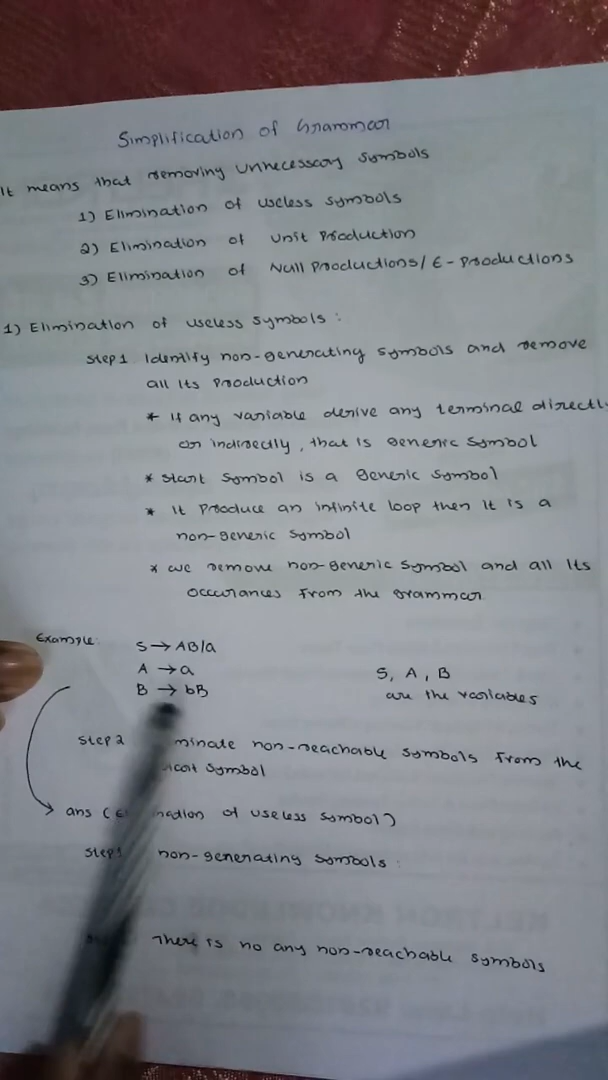 Simplification of Grammar
It means that removing unnecessary symbols
1) Elimination of useless symbols
2) Elimination of unit production
3) Elimination of Null productions/ε-productions
1) Elimination of useless symbols:
step1 Identify non-generating symbols and remove
all its production
* if any variable derive any terminal directl
or indirectly, that is generic symbol
* start symbol is a generic symbol
* It produce an infinite loop then it is a
non-generic symbol
* we remove non-generic symbol and all its
occurances from the grammar
Example:
S → AB/a
A → a S, A, B
B → bB are the variables
step 2 minate non-reachable symbols from the
symbol
ans ( nation of useless symbol)
step1 non-generating symbols:
There is no any non-reachable symbols